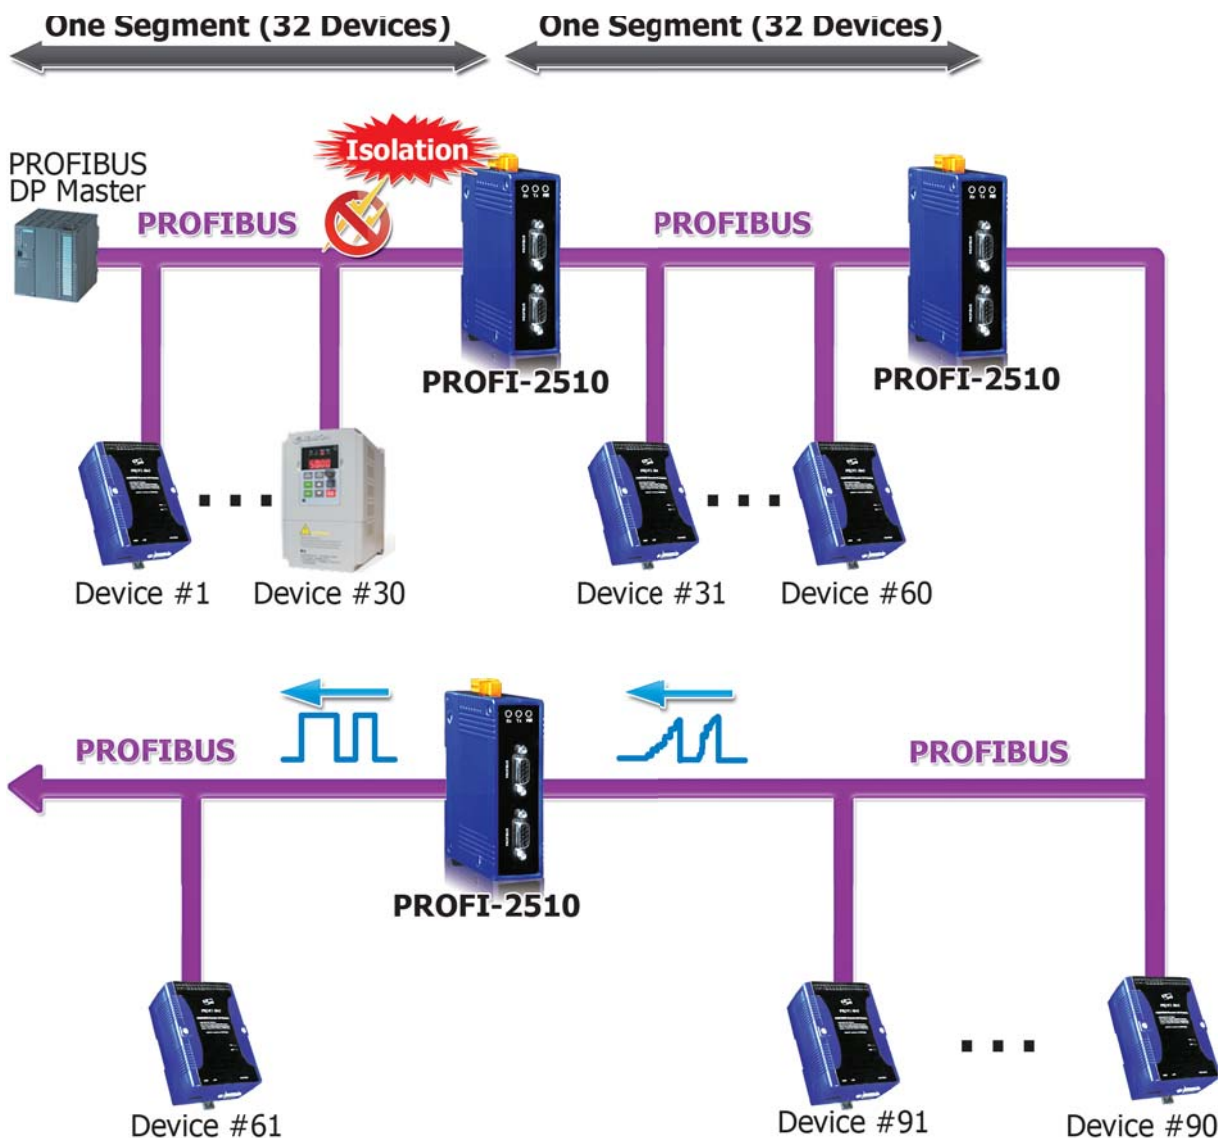 One Segment (32 Devices)
One Segment (32 Devices)
PROFIBUS
DP Master
Isolation
PROFIBUS
PROFIBUS
PROFI-2510
PROFI-2510
Device #1
Device #30
Device #31
Device #60
PROFIBUS
PROFIBUS
PROFI-2510
Device #61
Device #91
Device #90